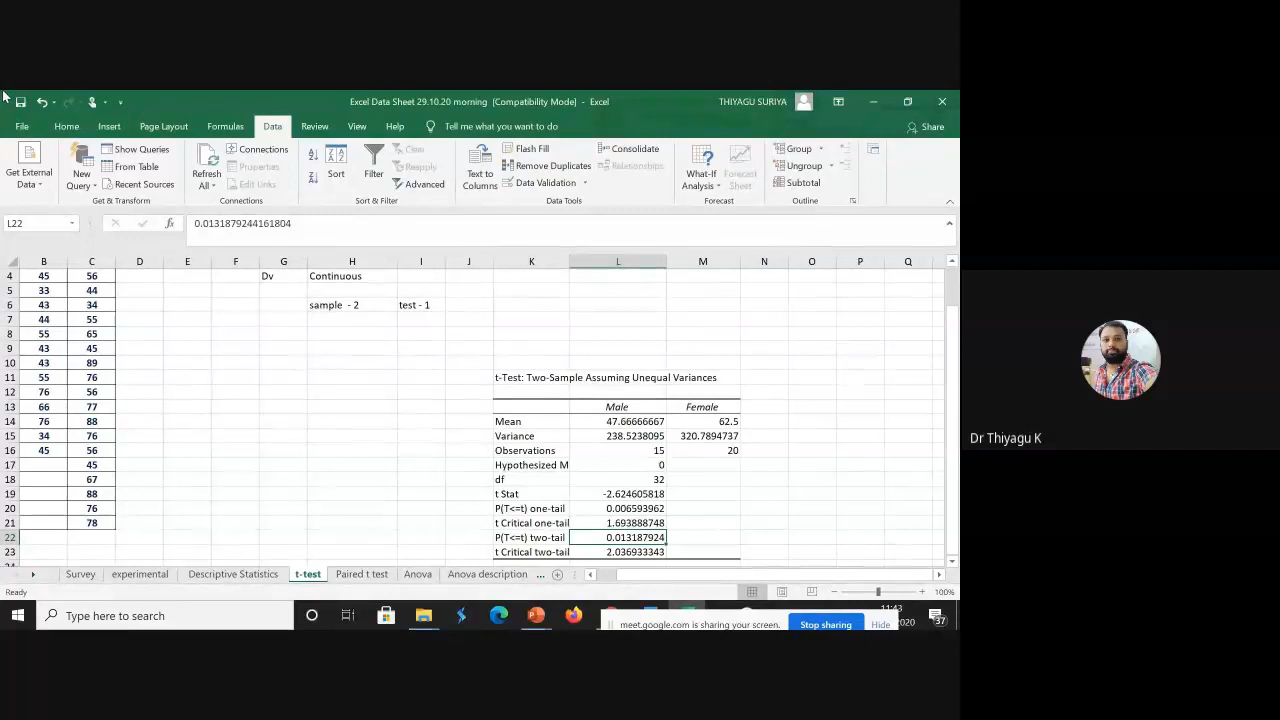 Excel Data Sheet 29.10.20 morning [Compatibility Mode] - Excel
THIYAGU SURIYA
File Home Insert Page Layout Formulas Data Review View Help Tell me what you want to do Share
Get External Data
New Query
Show Queries
From Table
Recent Sources
Get & Transform
Refresh All
Connections
Properties
Edit Links
Connections
Sort
Filter
Clear
Reapply
Advanced
Sort & Filter
Text to Columns
Flash Fill
Remove Duplicates
Data Validation
Consolidate
Relationships
Data Tools
What-If Analysis
Forecast Sheet
Forecast
Group
Ungroup
Subtotal
Outline
L22 fx 0.0131879244161804
B C D E F G H I J K L M N O P Q
4 45 56 Dv Continuous
5 33 44
6 43 34 sample - 2 test - 1
7 44 55
8 55 65
9 43 45
10 43 89
11 55 76 t-Test: Two-Sample Assuming Unequal Variances
12 76 56
13 66 77 Male Female
14 76 88 Mean 47.66666667 62.5
15 34 76 Variance 238.5238095 320.7894737
16 45 56 Observations 15 20
17 45 Hypothesized M 0
18 67 df 32
19 88 t Stat -2.624605818
20 76 P(T<=t) one-tail 0.006593962
21 78 t Critical one-tail 1.693888748
22 P(T<=t) two-tail 0.013187924
23 t Critical two-tail 2.036933343
Survey experimental Descriptive Statistics t-test Paired t test Anova Anova description ...
Ready 100%
Type here to search
11:43
2020
37
meet.google.com is sharing your screen. Stop sharing Hide
Dr Thiyagu K